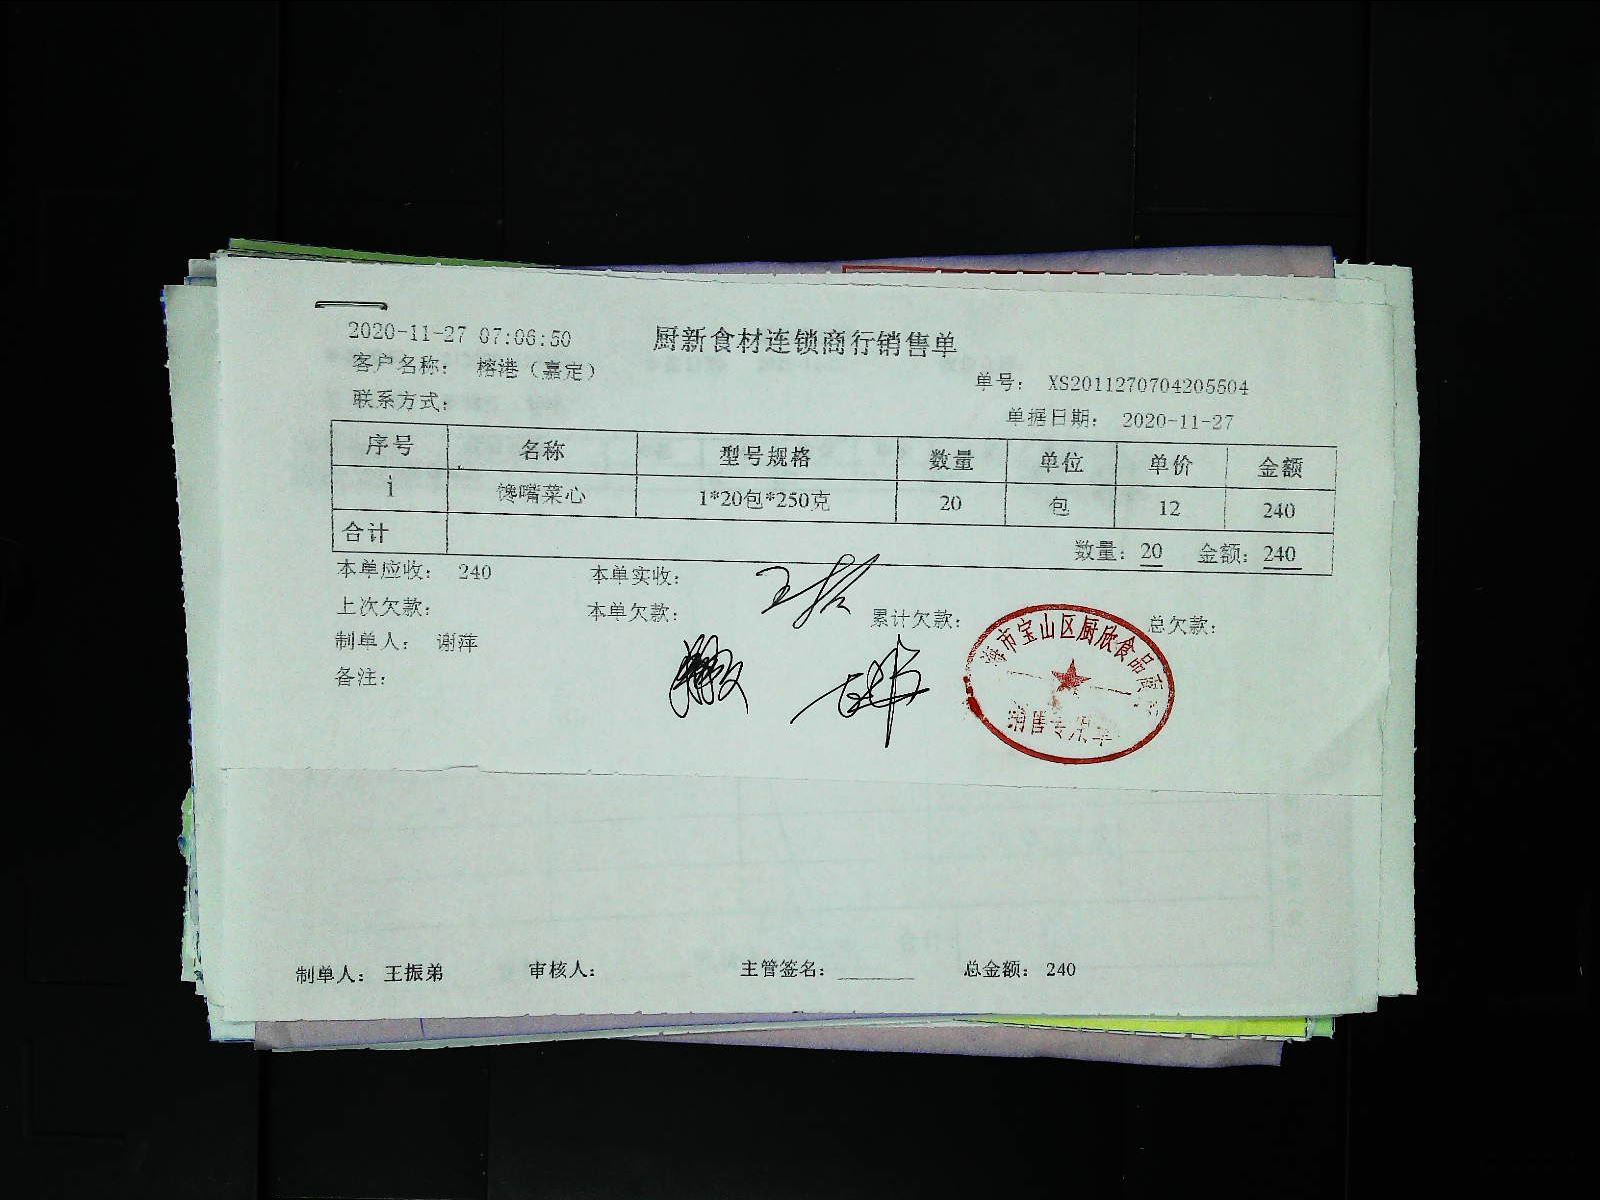 2020-11-27 07:06:50
厨新食材连锁商行销售单
客户名称： 榕港（嘉定）
单号： XS2011270704205504
联系方式：
单据日期： 2020-11-27
序号 名称 型号规格 数量 单位 单价 金额
1 馋嘴菜心 1*20包*250克 20 包 12 240
合计 数量：20 金额：240
本单应收： 240 本单实收：
上次欠款： 本单欠款： 累计欠款： 总欠款：
制单人： 谢萍
备注：
海市宝山区厨欣食品
销售专用章
制单人： 王振弟 审核人： 主管签名： 总金额： 240